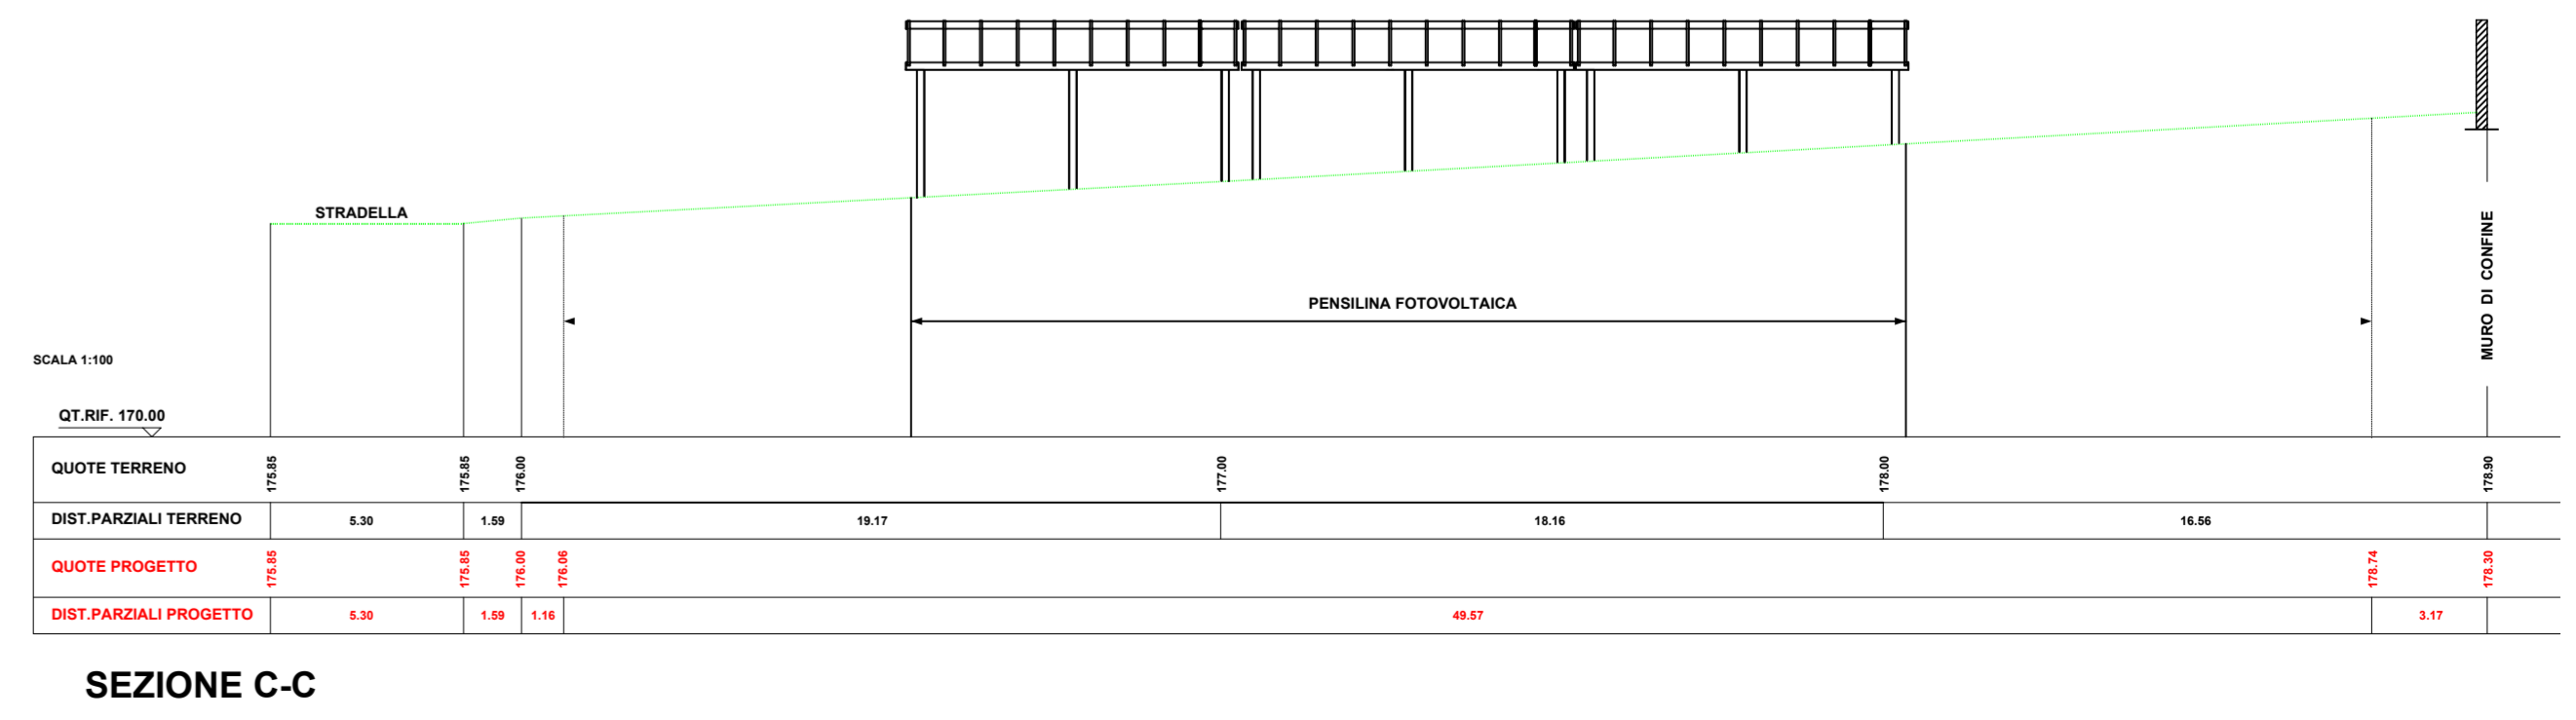 STRADELLA
PENSILINA FOTOVOLTAICA
MURO DI CONFINE
SCALA 1:100
QT.RIF. 170.00
QUOTE TERRENO 175.85 175.85 176.00 177.00 178.00 178.90
DIST.PARZIALI TERRENO 5.30 1.59 19.17 18.16 16.56
QUOTE PROGETTO 175.85 175.85 176.00 176.06 178.74 178.30
DIST.PARZIALI PROGETTO 5.30 1.59 1.16 49.57 3.17
SEZIONE C-C